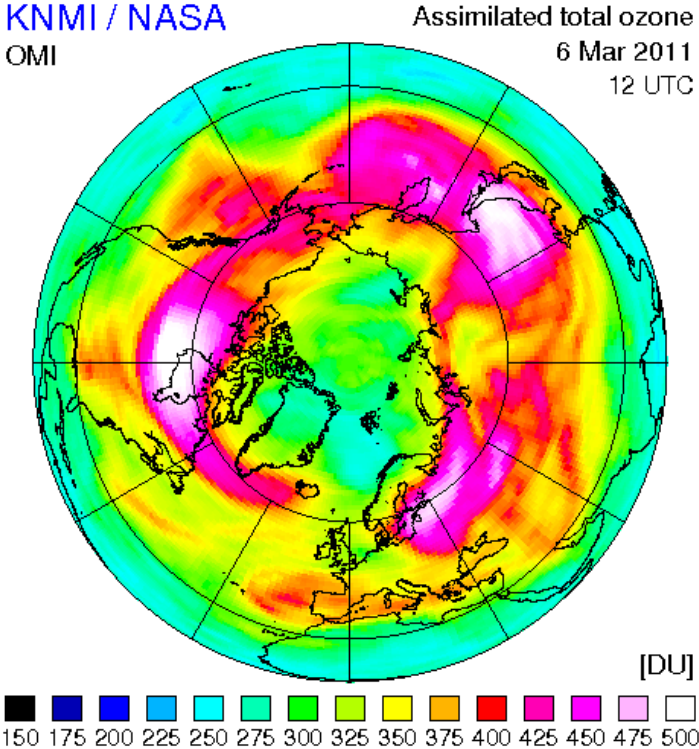 KNMI / NASA
Assimilated total ozone
OMI
6 Mar 2011
12 UTC
[DU]
150 175 200 225 250 275 300 325 350 375 400 425 450 475 500